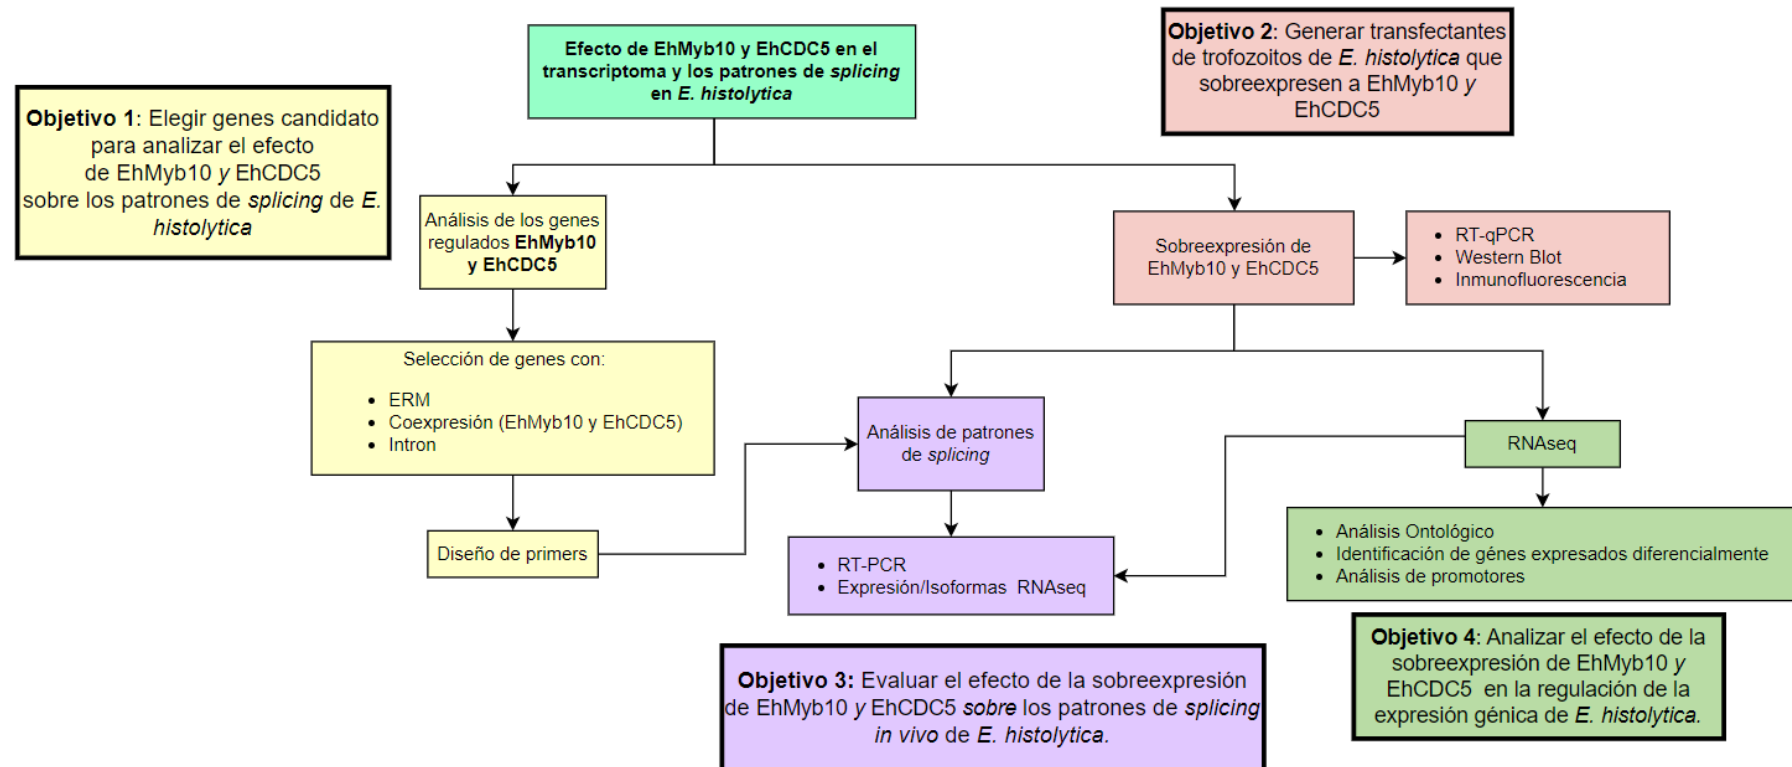 Efecto de EhMyb10 y EhCDC5 en el
transcriptoma y los patrones de splicing
en E. histolytica
Objetivo 2: Generar transfectantes
de trofozoitos de E. histolytica que
sobreexpresen a EhMyb10 y
EhCDC5
Objetivo 1: Elegir genes candidato
para analizar el efecto
de EhMyb10 y EhCDC5
sobre los patrones de splicing de E.
histolytica
Análisis de los genes
regulados EhMyb10
y EhCDC5
Sobreexpresión de
EhMyb10 y EhCDC5
• RT-qPCR
• Western Blot
• Inmunofluorescencia
Selección de genes con:
• ERM
• Coexpresión (EhMyb10 y EhCDC5)
• Intron
Análisis de patrones
de splicing
RNAseq
Diseño de primers
• RT-PCR
• Expresión/Isoformas RNAseq
• Análisis Ontológico
• Identificación de génes expresados diferencialmente
• Análisis de promotores
Objetivo 3: Evaluar el efecto de la sobreexpresión
de EhMyb10 y EhCDC5 sobre los patrones de splicing
in vivo de E. histolytica.
Objetivo 4: Analizar el efecto de la
sobreexpresión de EhMyb10 y
EhCDC5 en la regulación de la
expresión génica de E. histolytica.